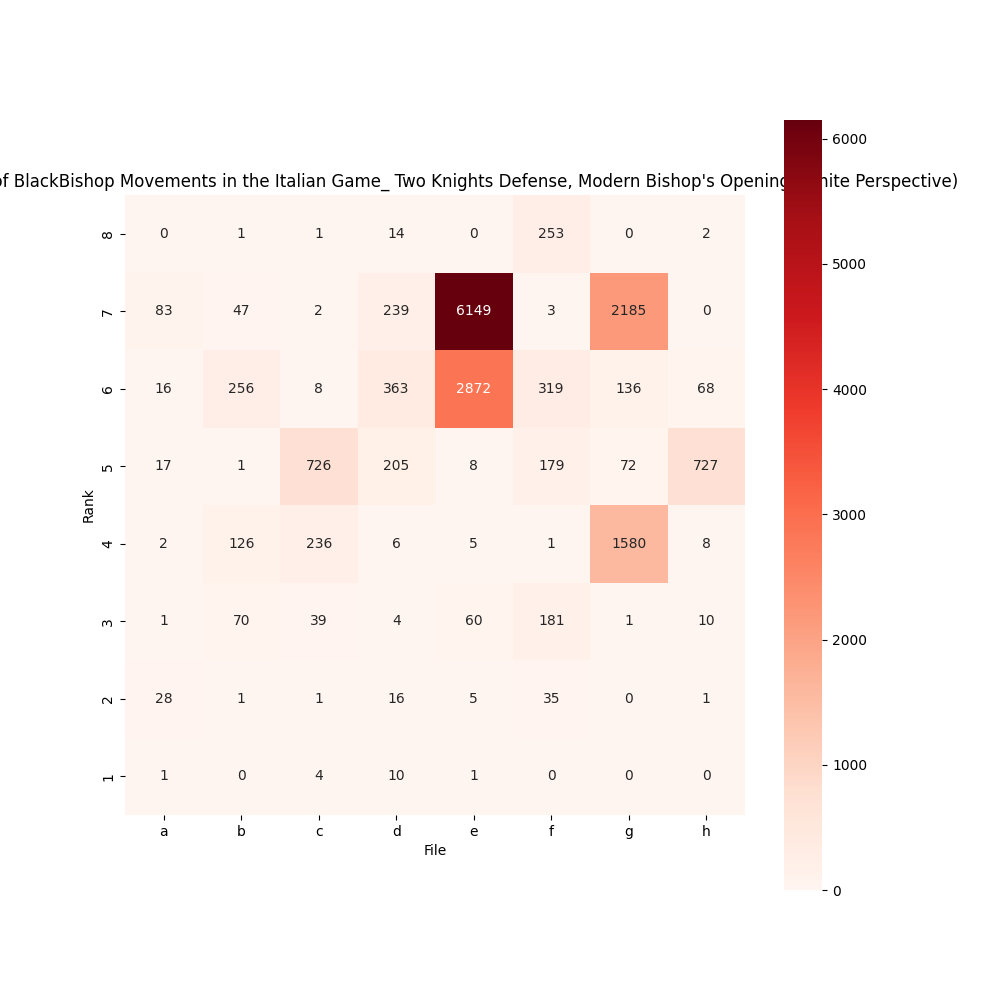 of BlackBishop Movements in the Italian Game_ Two Knights Defense, Modern Bishop's Opening Perspective)
6000
8 0 1 1 14 0 253 0 2
5000
7 83 47 2 239 6149 3 2185 0
6 16 256 8 363 2872 319 136 68
4000
5 17 1 726 205 8 179 72 727
Rank
3000
4 2 126 236 6 5 1 1580 8
3 1 70 39 4 60 181 1 10
2000
2 28 1 1 16 5 35 0 1
1000
1 1 0 4 10 1 0 0 0
a b c d e f g h
File
0